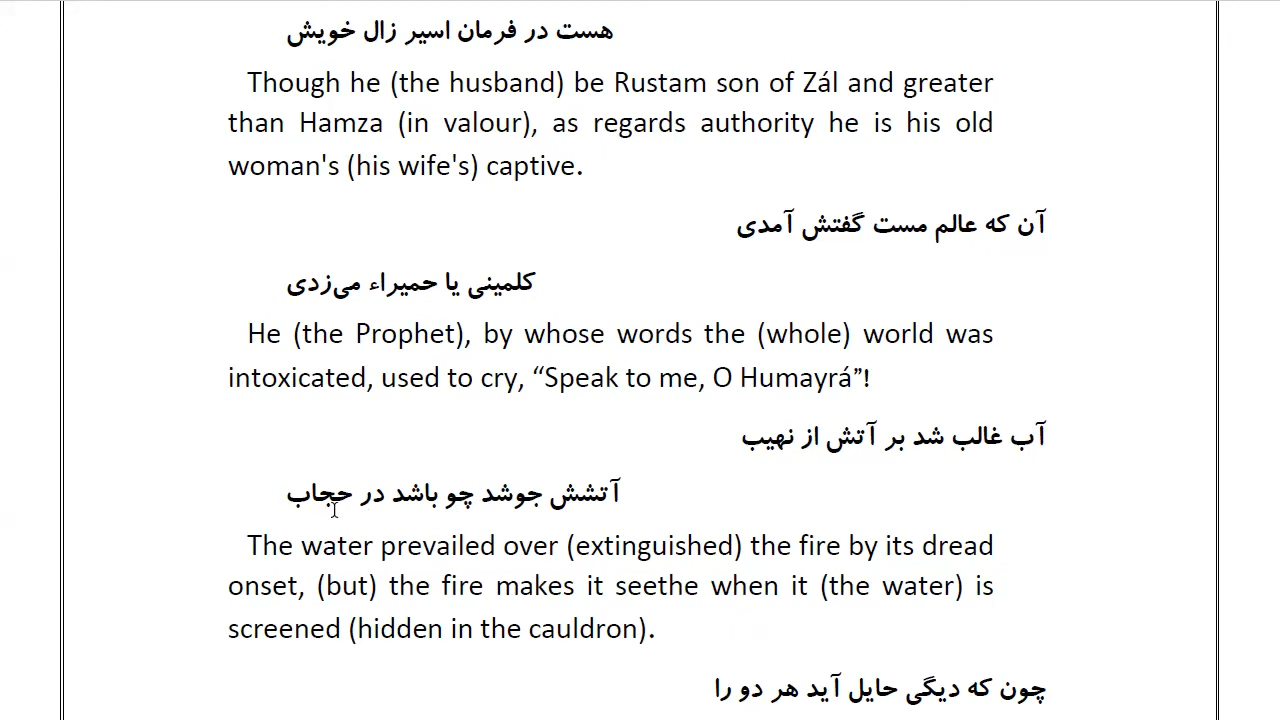 هست در فرمان اسیر زال خویش
Though he (the husband) be Rustam son of Zál and greater
than Hamza (in valour), as regards authority he is his old
woman's (his wife's) captive.
آن که عالم مست گفتش آمدی
کلمینی یا حمیراء می‌زدی
He (the Prophet), by whose words the (whole) world was
intoxicated, used to cry, “Speak to me, O Humayrá”!
آب غالب شد بر آتش از نهیب
آتشش جوشد چو باشد در حجاب
The water prevailed over (extinguished) the fire by its dread
onset, (but) the fire makes it seethe when it (the water) is
screened (hidden in the cauldron).
چون که دیگی حایل آید هر دو را